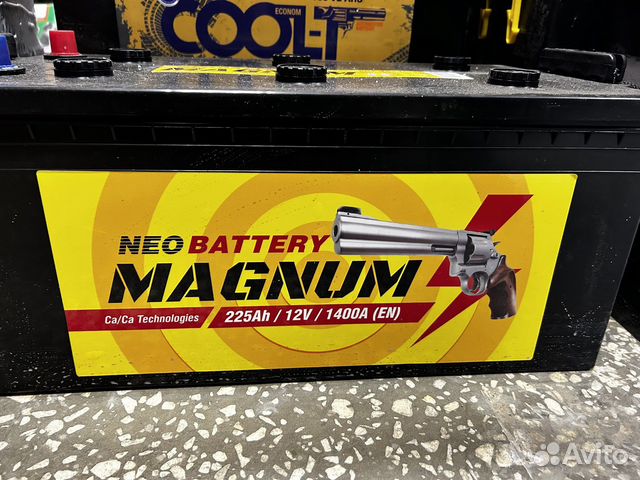 ECONOM
COOL-T
NEO BATTERY
MAGNUM
Ca/Ca Technologies
225Ah / 12V / 1400A (EN)
Avito